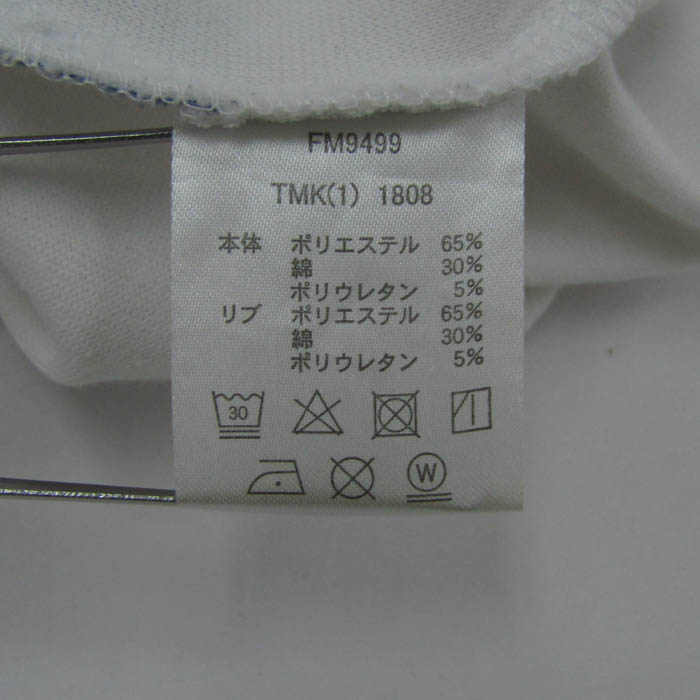 FM9499
TMK(1) 1808
本体 ポリエステル 65%
綿 30%
ポリウレタン 5%
リブ ポリエステル 65%
綿 30%
ポリウレタン 5%
30
W